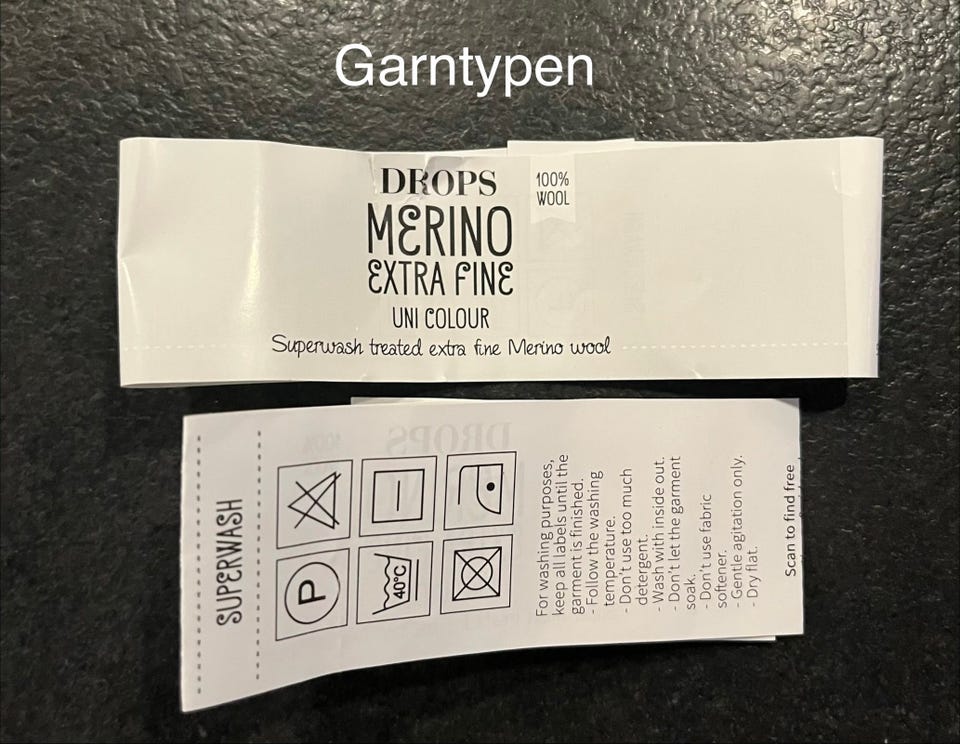 Garntypen
DROPS
100%
WOOL
MERINO
EXTRA FINE
UNI COLOUR
Superwash treated extra fine Merino wool
SUPERWASH
P
40°C
For washing purposes,
keep all labels until the
garment is finished.
- Follow the washing
temperature.
- Don't use too much
detergent.
- Wash with inside out.
- Don't let the garment
soak.
- Don't use fabric
softener.
- Gentle agitation only.
- Dry flat.
Scan to find free